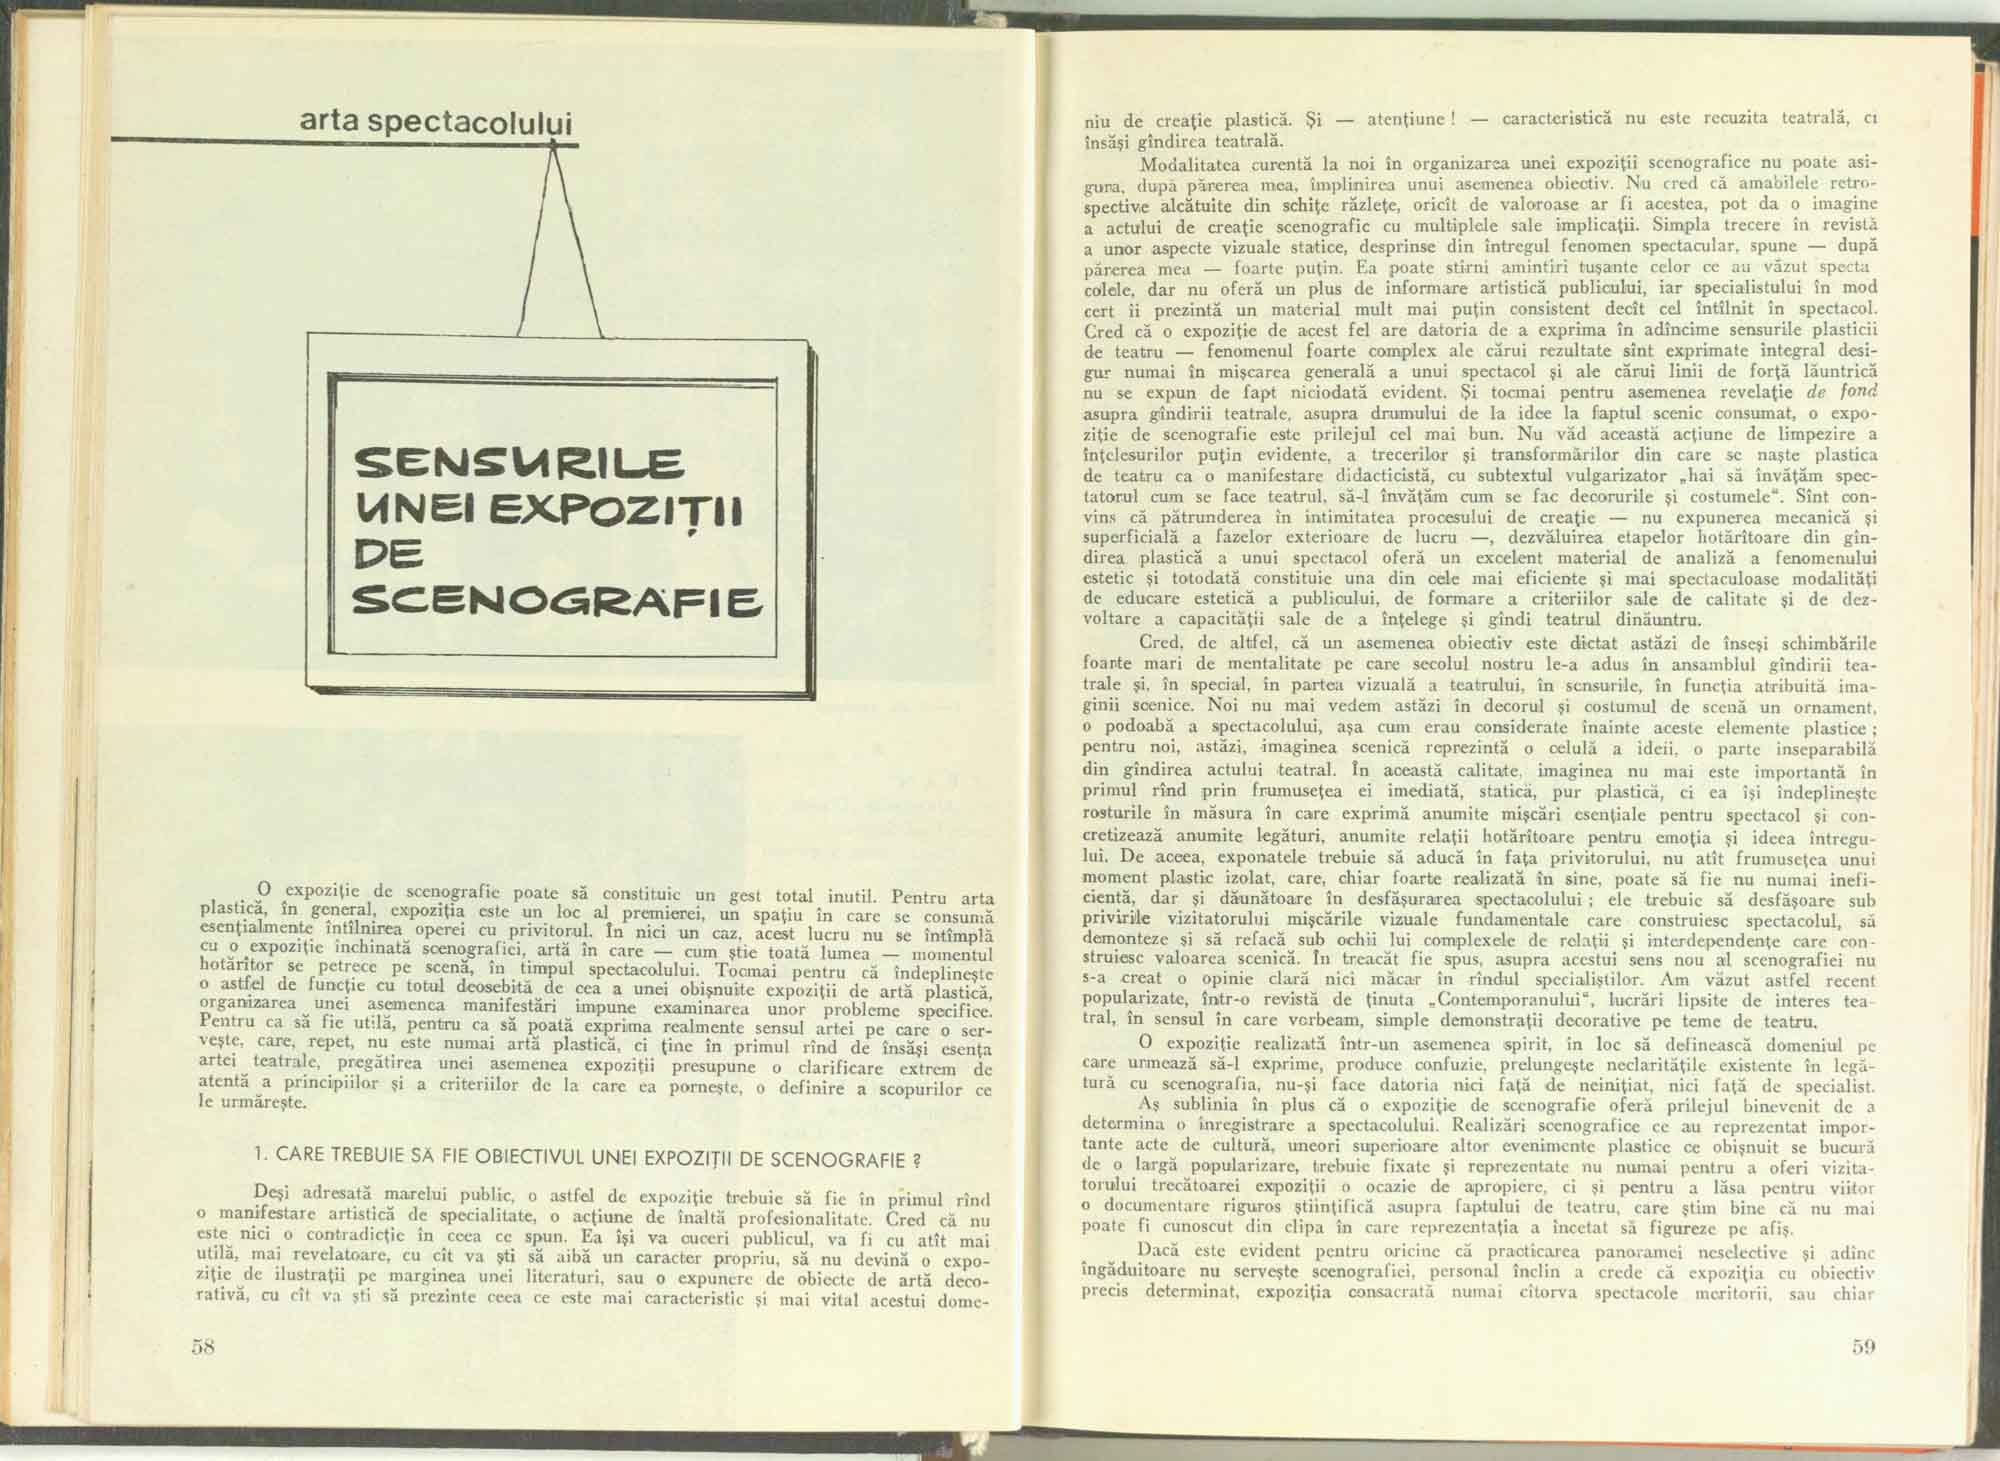 arta spectacolului
SENSURILE
UNEI EXPOZIȚII
DE
SCENOGRAFIE
O expoziție de scenografie poate să constituie un gest total inutil. Pentru arta
plastică, în general, expoziția este un loc al premierei, un spațiu în care se consumă
esențialmente întîlnirea operei cu privitorul. În nici un caz, acest lucru nu se întîmplă
cu o expoziție închinată scenografiei, artă în care — cum știe toată lumea — momentul
hotărîtor se petrece pe scenă, în timpul spectacolului. Tocmai pentru că îndeplinește
o astfel de funcție cu totul deosebită de cea a unei obișnuite expoziții de artă plastică,
organizarea unei asemenea manifestări impune examinarea unor probleme specifice.
Pentru ca să fie utilă, pentru ca să poată exprima realmente sensul artei pe care o ser-
vește, care, repet, nu este numai artă plastică, ci ține în primul rînd de însăși esența
artei teatrale, pregătirea unei asemenea expoziții presupune o clarificare extrem de
atentă a principiilor și a criteriilor de la care ea pornește, o definire a scopurilor ce
le urmărește.
1. CARE TREBUIE SĂ FIE OBIECTIVUL UNEI EXPOZIȚII DE SCENOGRAFIE ?
Deși adresată marelui public, o astfel de expoziție trebuie să fie în primul rînd
o manifestare artistică de specialitate, o acțiune de înaltă profesionalitate. Cred că nu
este nici o contradicție în ceea ce spun. Ea își va cuceri publicul, va fi cu atît mai
utilă, mai revelatoare, cu cît va ști să aibă un caracter propriu, să nu devină o expo-
ziție de ilustrații pe marginea unei literaturi, sau o expunere de obiecte de artă deco-
rativă, cu cît va ști să prezinte ceea ce este mai caracteristic și mai vital acestui dome-
58
niu de creație plastică. Și — atențiune ! — caracteristică nu este recuzita teatrală, ci
însăși gîndirea teatrală.
Modalitatea curentă la noi în organizarea unei expoziții scenografice nu poate asi-
gura, după părerea mea, împlinirea unui asemenea obiectiv. Nu cred că amabilele retro-
spective alcătuite din schițe răzlețe, oricît de valoroase ar fi acestea, pot da o imagine
a actului de creație scenografic cu multiplele sale implicații. Simpla trecere în revistă
a unor aspecte vizuale statice, desprinse din întregul fenomen spectacular, spune — după
părerea mea — foarte puțin. Ea poate stîrni amintiri tușante celor ce au văzut specta
colele, dar nu oferă un plus de informare artistică publicului, iar specialistului în mod
cert îi prezintă un material mult mai puțin consistent decît cel întîlnit în spectacol.
Cred că o expoziție de acest fel are datoria de a exprima în adîncime sensurile plasticii
de teatru — fenomenul foarte complex ale cărui rezultate sînt exprimate integral desi-
gur numai în mișcarea generală a unui spectacol și ale cărui linii de forță lăuntrică
nu se expun de fapt niciodată evident. Și tocmai pentru asemenea revelație de fond
asupra gîndirii teatrale, asupra drumului de la idee la faptul scenic consumat, o expo-
ziție de scenografie este prilejul cel mai bun. Nu văd această acțiune de limpezire a
înțelesurilor puțin evidente, a trecerilor și transformărilor din care se naște plastica
de teatru ca o manifestare didacticistă, cu subtextul vulgarizator „hai să învățăm spec-
tatorul cum se face teatrul, să-l învățăm cum se fac decorurile și costumele“. Sînt con-
vins că pătrunderea în intimitatea procesului de creație — nu expunerea mecanică și
superficială a fazelor exterioare de lucru —, dezvăluirea etapelor hotărîtoare din gîn-
direa plastică a unui spectacol oferă un excelent material de analiză a fenomenului
estetic și totodată constituie una din cele mai eficiente și mai spectaculoase modalități
de educare estetică a publicului, de formare a criteriilor sale de calitate și de dez-
voltare a capacității sale de a înțelege și gîndi teatrul dinăuntru.
Cred, de altfel, că un asemenea obiectiv este dictat astăzi de înseși schimbările
foarte mari de mentalitate pe care secolul nostru le-a adus în ansamblul gîndirii tea-
trale și, în special, în partea vizuală a teatrului, în sensurile, în funcția atribuită ima-
ginii scenice. Noi nu mai vedem astăzi în decorul și costumul de scenă un ornament,
o podoabă a spectacolului, așa cum erau considerate înainte aceste elemente plastice ;
pentru noi, astăzi, imaginea scenică reprezintă o celulă a ideii, o parte inseparabilă
din gîndirea actului teatral. În această calitate, imaginea nu mai este importantă în
primul rînd prin frumusețea ei imediată, statică, pur plastică, ci ea își îndeplinește
rosturile în măsura în care exprimă anumite mișcări esențiale pentru spectacol și con-
cretizează anumite legături, anumite relații hotărîtoare pentru emoția și ideea întregu-
lui. De aceea, exponatele trebuie să aducă în fața privitorului, nu atît frumusețea unui
moment plastic izolat, care, chiar foarte realizată în sine, poate să fie nu numai inefi-
cientă, dar și dăunătoare în desfășurarea spectacolului ; ele trebuie să desfășoare sub
privirile vizitatorului mișcările vizuale fundamentale care construiesc spectacolul, să
demonteze și să refacă sub ochii lui complexele de relații și interdependențe care con-
struiesc valoarea scenică. În treacăt fie spus, asupra acestui sens nou al scenografiei nu
s-a creat o opinie clară nici măcar în rîndul specialiștilor. Am văzut astfel recent
popularizate, într-o revistă de ținuta „Contemporanului“, lucrări lipsite de interes tea-
tral, în sensul în care vorbeam, simple demonstrații decorative pe teme de teatru.
O expoziție realizată într-un asemenea spirit, în loc să definească domeniul pe
care urmează să-l exprime, produce confuzie, prelungește neclaritățile existente în legă-
tură cu scenografia, nu-și face datoria nici față de neinițiat, nici față de specialist.
Aș sublinia în plus că o expoziție de scenografie oferă prilejul binevenit de a
determina o înregistrare a spectacolului. Realizări scenografice ce au reprezentat impor-
tante acte de cultură, uneori superioare altor evenimente plastice ce obișnuit se bucură
de o largă popularizare, trebuie fixate și reprezentate nu numai pentru a oferi vizita-
torului trecătoarei expoziții o ocazie de apropiere, ci și pentru a lăsa pentru viitor
o documentare riguros științifică asupra faptului de teatru, care știm bine că nu mai
poate fi cunoscut din clipa în care reprezentația a încetat să figureze pe afiș.
Dacă este evident pentru oricine că practicarea panoramei neselective și adînc
îngăduitoare nu servește scenografiei, personal înclin a crede că expoziția cu obiectiv
precis determinat, expoziția consacrată numai cîtorva spectacole meritorii, sau chiar
59